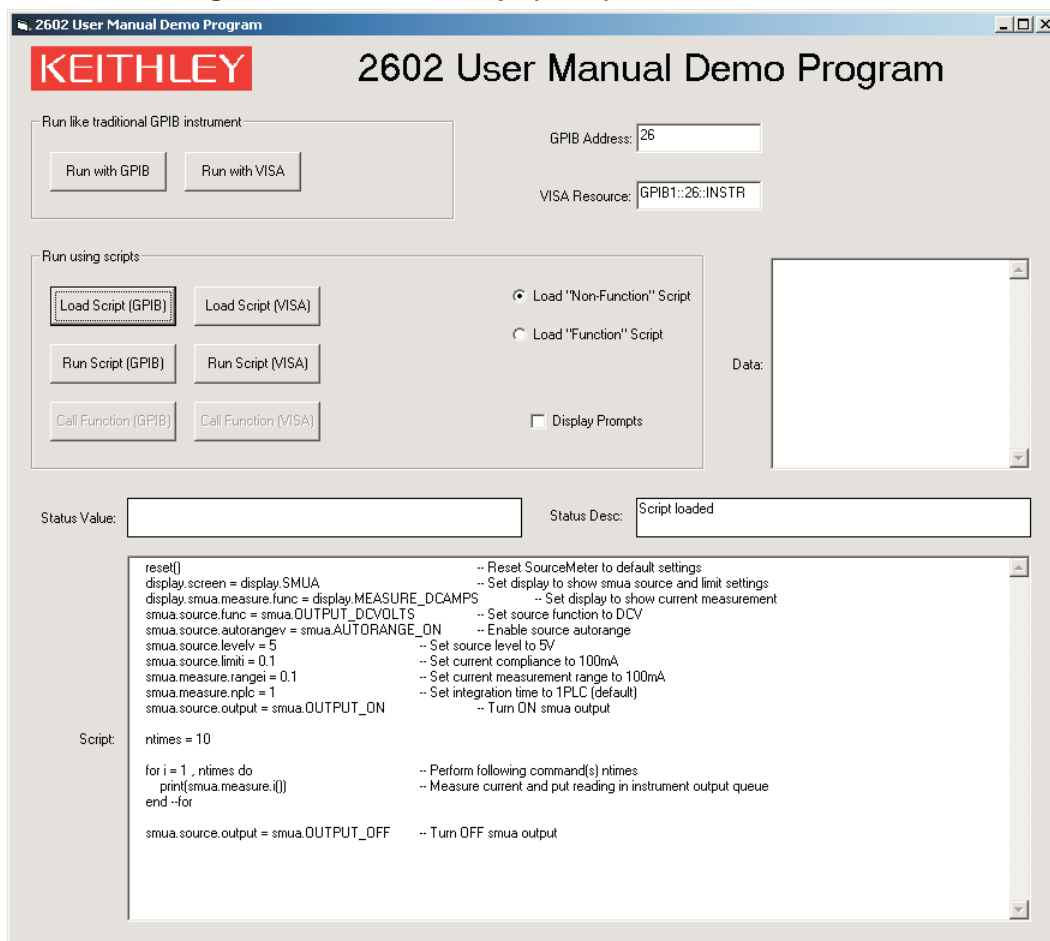 2602 User Manual Demo Program
KEITHLEY
2602 User Manual Demo Program
Run like traditional GPIB instrument
Run with GPIB
Run with VISA
GPIB Address: 26
VISA Resource: GPIB1::26::INSTR
Run using scripts
Load Script (GPIB)
Load Script (VISA)
Load "Non-Function" Script
Load "Function" Script
Run Script (GPIB)
Run Script (VISA)
Call Function (GPIB)
Call Function (VISA)
Display Prompts
Data:
Status Value:
Status Desc: Script loaded
Script:
reset() -- Reset SourceMeter to default settings
display.screen = display.SMUA -- Set display to show smua source and limit settings
display.smua.measure.func = display.MEASURE_DCAMPS -- Set display to show current measurement
smua.source.func = smua.OUTPUT_DCVOLTS -- Set source function to DCV
smua.source.autorangev = smua.AUTORANGE_ON -- Enable source autorange
smua.source.levelv = 5 -- Set source level to 5V
smua.source.limiti = 0.1 -- Set current compliance to 100mA
smua.measure.rangei = 0.1 -- Set current measurement range to 100mA
smua.measure.nplc = 1 -- Set integration time to 1PLC (default)
smua.source.output = smua.OUTPUT_ON -- Turn ON smua output
ntimes = 10
for i = 1 , ntimes do -- Perform following command(s) ntimes
print(smua.measure.i()) -- Measure current and put reading in instrument output queue
end --for
smua.source.output = smua.OUTPUT_OFF -- Turn OFF smua output